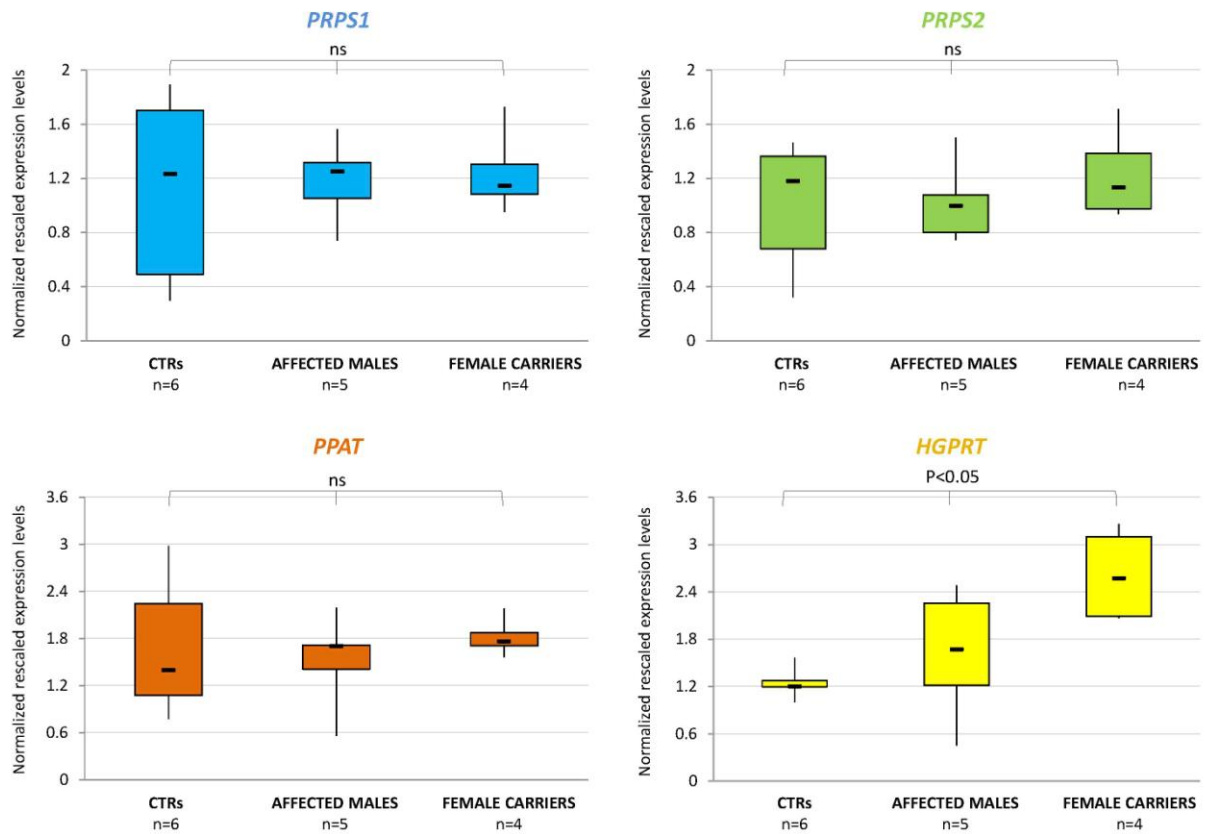 PRPS1
ns
Normalized rescaled expression levels
2
1.6
1.2
0.8
0.4
0
CTRs
n=6
AFFECTED MALES
n=5
FEMALE CARRIERS
n=4
PRPS2
ns
Normalized rescaled expression levels
2
1.6
1.2
0.8
0.4
0
CTRs
n=6
AFFECTED MALES
n=5
FEMALE CARRIERS
n=4
PPAT
ns
Normalized rescaled expression levels
3.6
3
2.4
1.8
1.2
0.6
0
CTRs
n=6
AFFECTED MALES
n=5
FEMALE CARRIERS
n=4
HGPRT
P<0.05
Normalized rescaled expression levels
3.6
3
2.4
1.8
1.2
0.6
0
CTRs
n=6
AFFECTED MALES
n=5
FEMALE CARRIERS
n=4